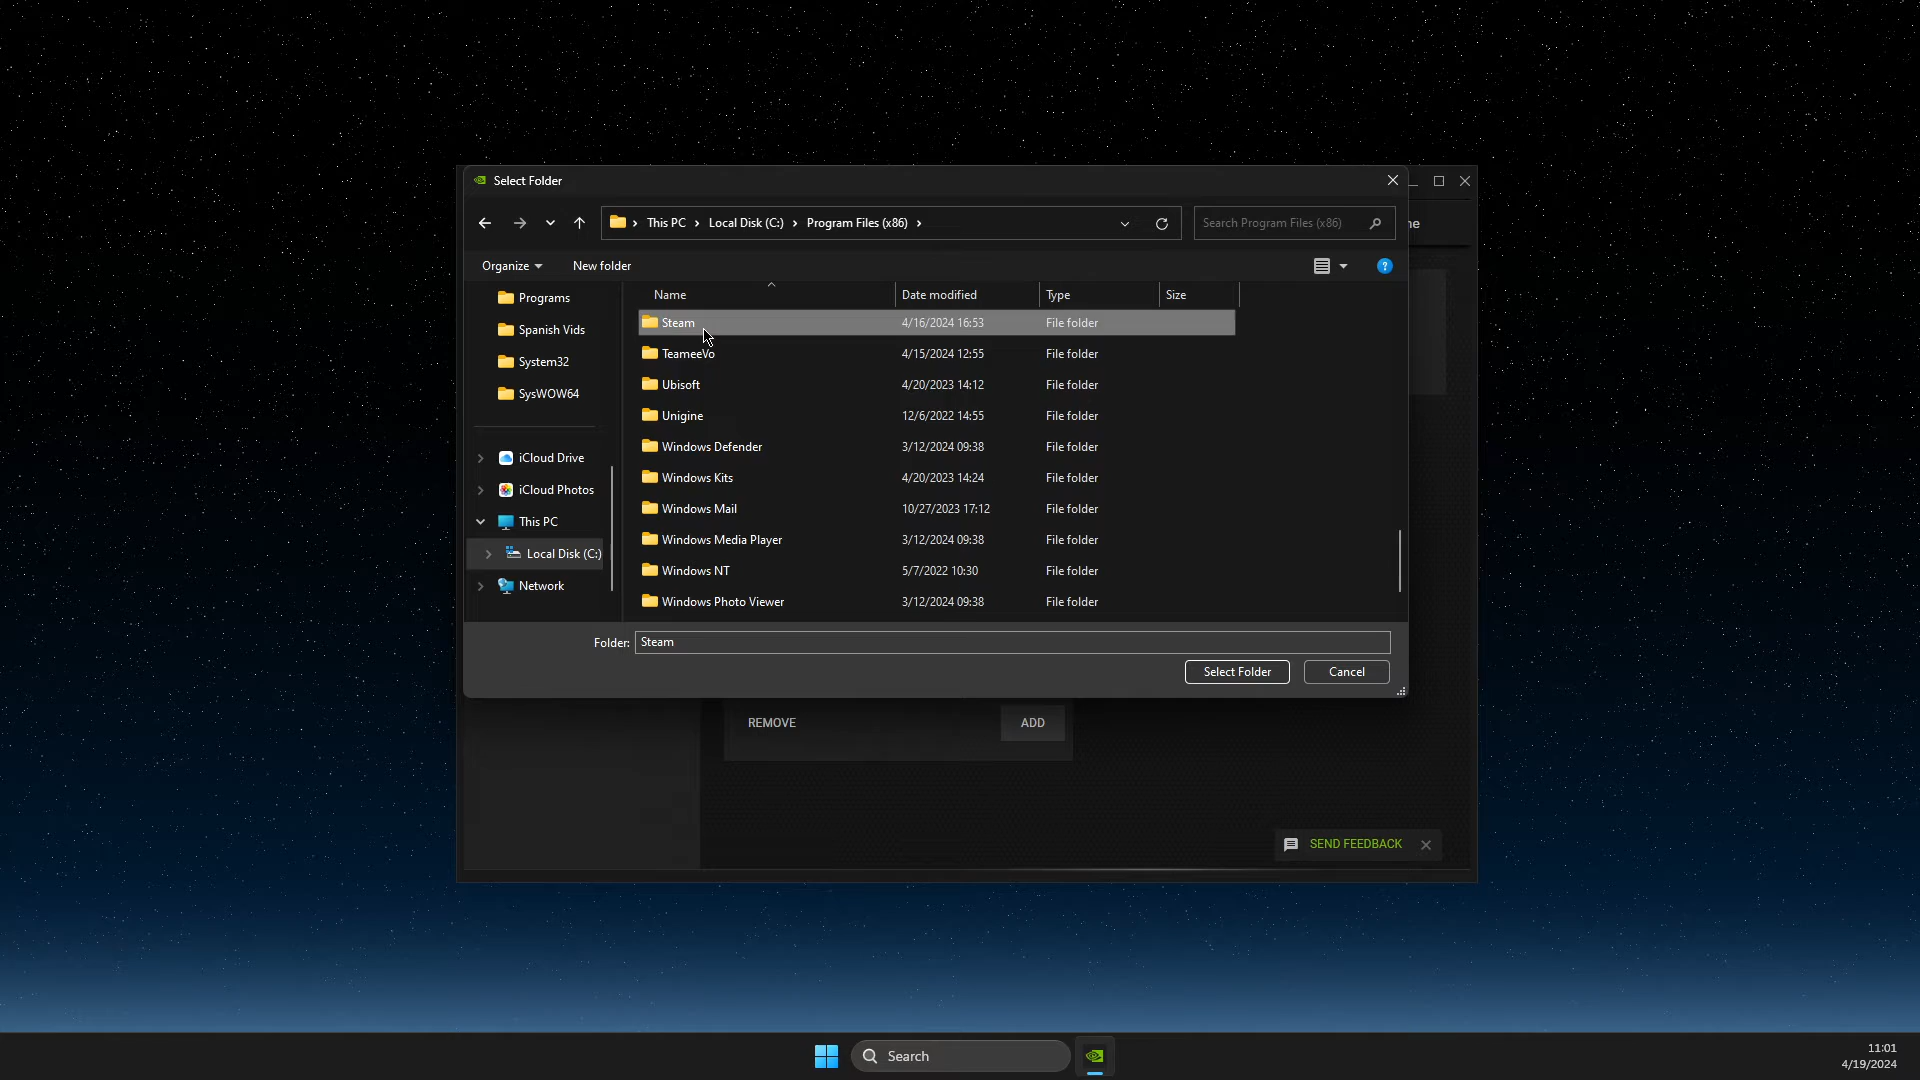 Select Folder
This PC > Local Disk (C:) > Program Files (x86) >
Search Program Files (x86)
Organize
New folder
Name Date modified Type Size
Programs
Spanish Vids
System32
SysWOW64
iCloud Drive
iCloud Photos
This PC
Local Disk (C:)
Network
Steam 4/16/2024 16:53 File folder
TeameeVo 4/15/2024 12:55 File folder
Ubisoft 4/20/2023 14:12 File folder
Unigine 12/6/2022 14:55 File folder
Windows Defender 3/12/2024 09:38 File folder
Windows Kits 4/20/2023 14:24 File folder
Windows Mail 10/27/2023 17:12 File folder
Windows Media Player 3/12/2024 09:38 File folder
Windows NT 5/7/2022 10:30 File folder
Windows Photo Viewer 3/12/2024 09:38 File folder
Folder: Steam
Select Folder Cancel
REMOVE ADD
SEND FEEDBACK
Search
11:01
4/19/2024